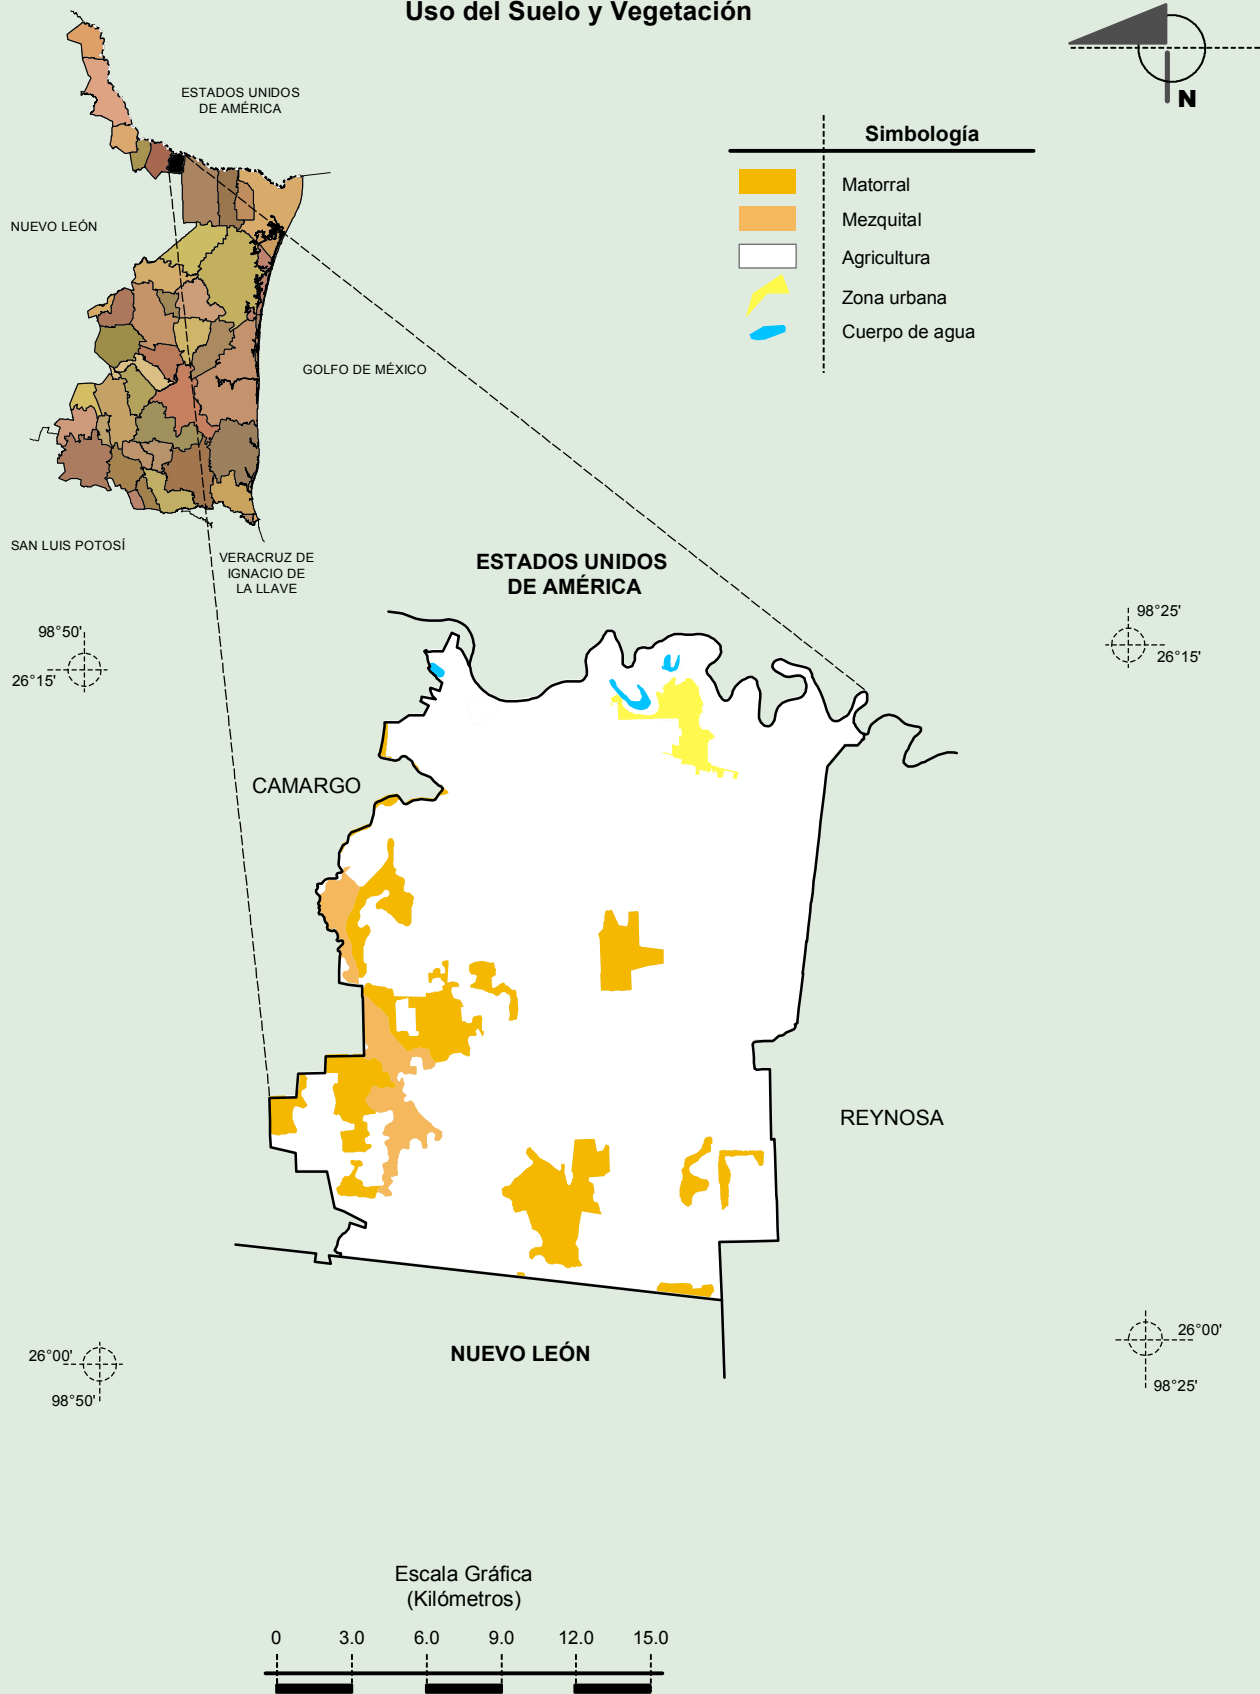 Uso del Suelo y Vegetación
N
ESTADOS UNIDOS
DE AMÉRICA
NUEVO LEÓN
GOLFO DE MÉXICO
SAN LUIS POTOSÍ
VERACRUZ DE
IGNACIO DE
LA LLAVE
Simbología
Matorral
Mezquital
Agricultura
Zona urbana
Cuerpo de agua
ESTADOS UNIDOS
DE AMÉRICA
98°50'
26°15'
98°25'
26°15'
CAMARGO
REYNOSA
NUEVO LEÓN
26°00'
98°50'
26°00'
98°25'
Escala Gráfica
(Kilómetros)
0 3.0 6.0 9.0 12.0 15.0